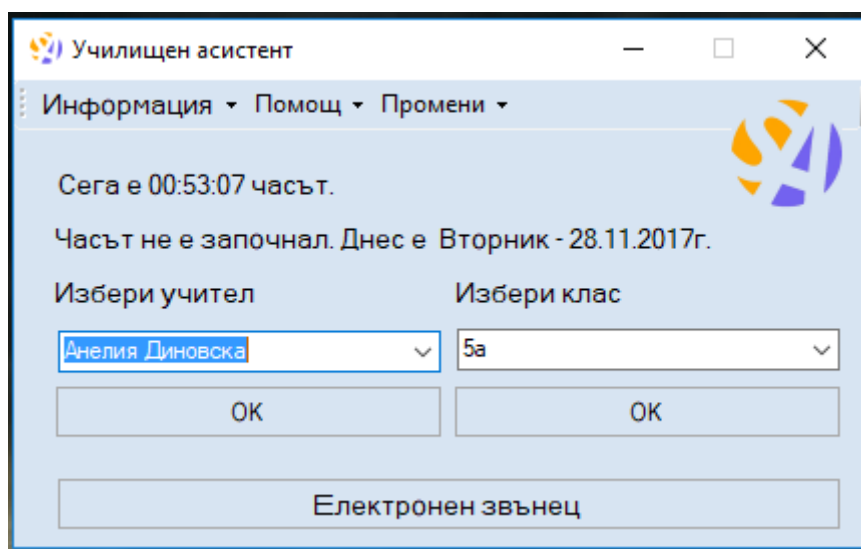 Училищен асистент
Информация Помощ Промени
Сега е 00:53:07 часът.
Часът не е започнал. Днес е Вторник - 28.11.2017г.
Избери учител Избери клас
Анелия Диновска 5а
OK OK
Електронен звънец